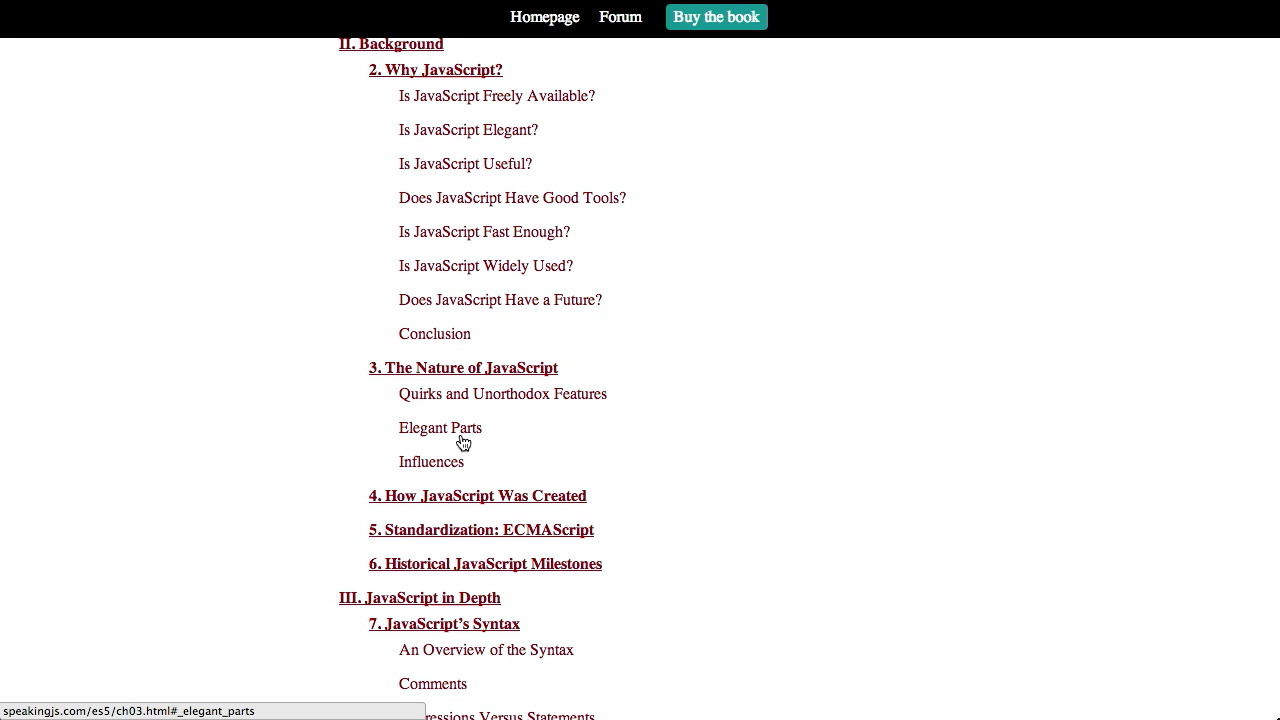 Homepage Forum Buy the book
II. Background
2. Why JavaScript?
Is JavaScript Freely Available?
Is JavaScript Elegant?
Is JavaScript Useful?
Does JavaScript Have Good Tools?
Is JavaScript Fast Enough?
Is JavaScript Widely Used?
Does JavaScript Have a Future?
Conclusion
3. The Nature of JavaScript
Quirks and Unorthodox Features
Elegant Parts
Influences
4. How JavaScript Was Created
5. Standardization: ECMAScript
6. Historical JavaScript Milestones
III. JavaScript in Depth
7. JavaScript’s Syntax
An Overview of the Syntax
Comments
Versus Statements
speakingjs.com/es5/ch03.html#_elegant_parts